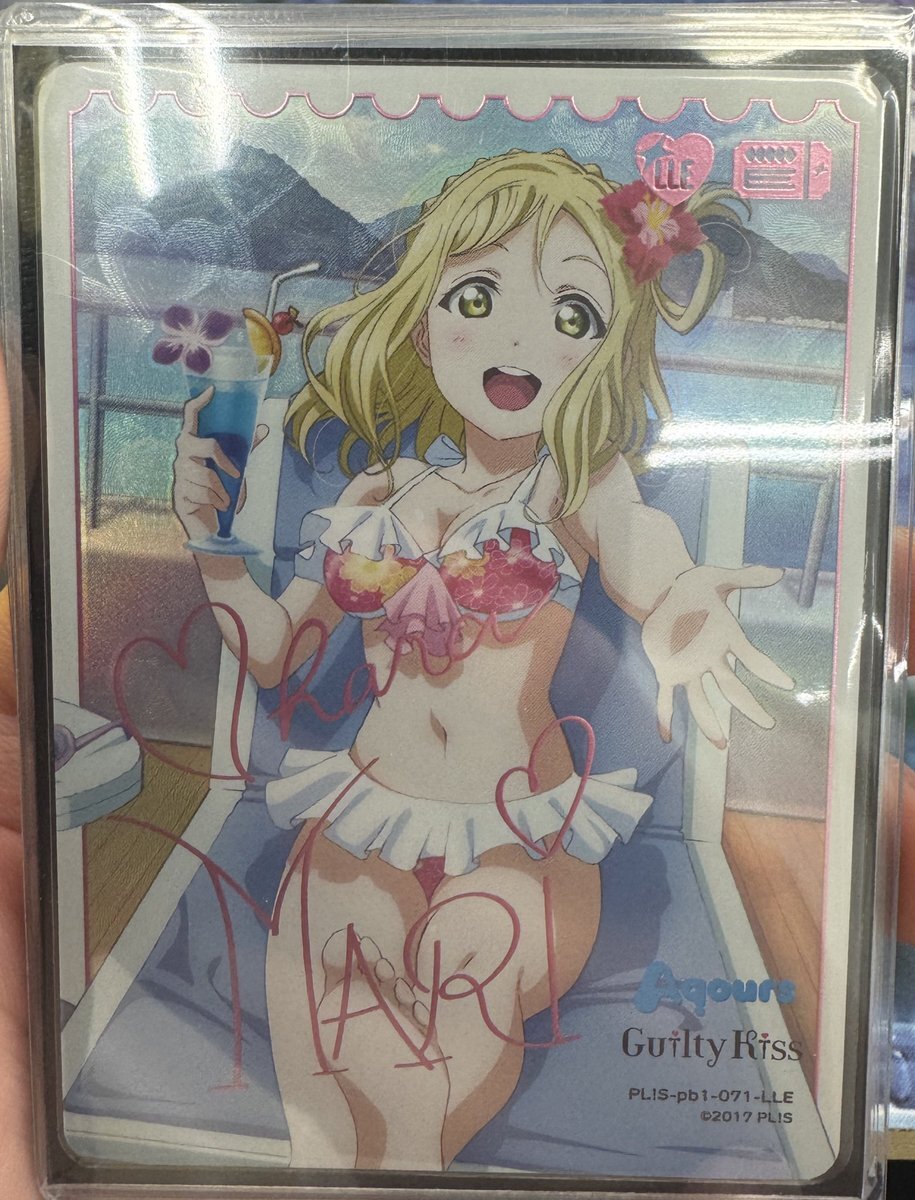 LLE
Ohara
MARI
Aqours
Guilty Kiss
PL!S-pb1-071-LLE
©2017 PL!S